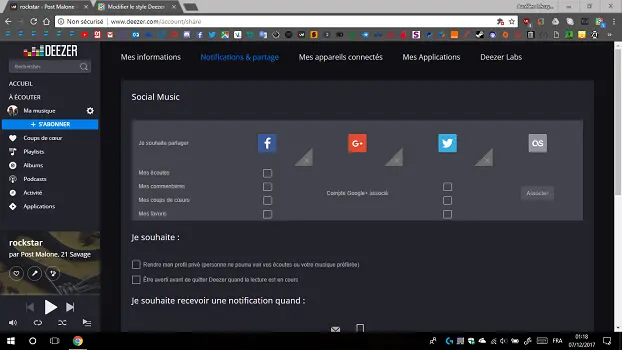 rockstar - Post Malone
Modifier le style Deezer
Non sécurisé
www.deezer.com/account/share
DEEZER
Rechercher
ACCUEIL
À ÉCOUTER
Ma musique
+ S'ABONNER
Coups de cœur
Playlists
Albums
Podcasts
Activité
Applications
rockstar
par Post Malone, 21 Savage
Mes informations
Notifications & partage
Mes appareils connectés
Mes Applications
Deezer Labs
Social Music
Je souhaite partager
Mes écoutes
Mes commentaires
Mes coups de cœurs
Mes favoris
Compte Google+ associé
Associer
Je souhaite :
Rendre mon profil privé (personne ne pourra voir vos écoutes ou votre musique préférée)
Être averti avant de quitter Deezer quand la lecture est en cours
Je souhaite recevoir une notification quand :
FRA
01:18
07/12/2017